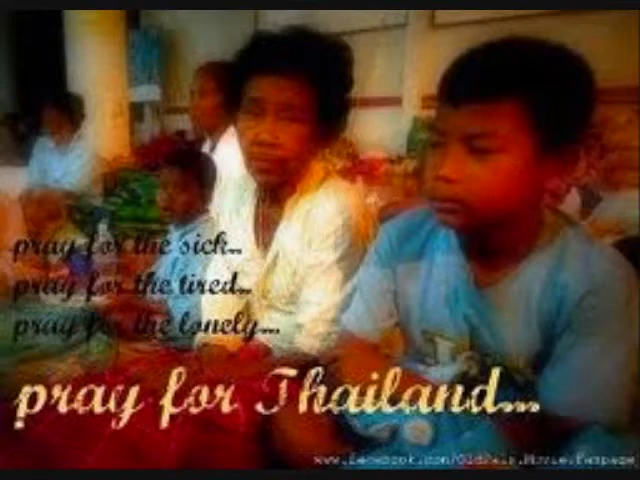 pray for the sick..
pray for the tired..
pray for the lonely...
pray for Thailand...